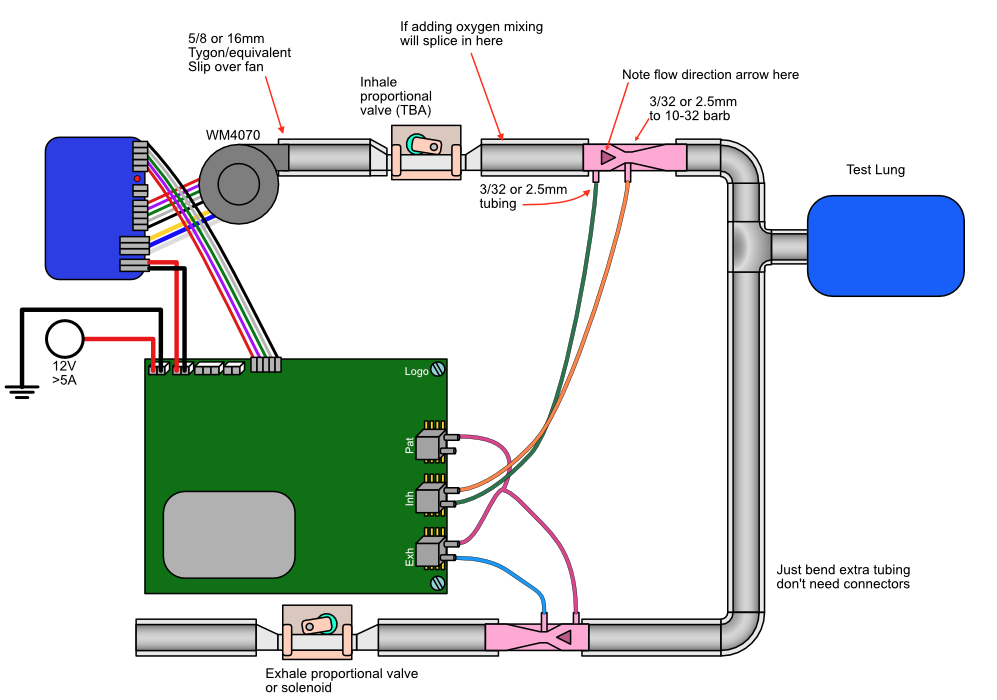 If adding oxygen mixing
will splice in here
5/8 or 16mm
Tygon/equivalent
Slip over fan
Note flow direction arrow here
Inhale
proportional
valve (TBA)
3/32 or 2.5mm
to 10-32 barb
WM4070
Test Lung
3/32 or 2.5mm
tubing
12V
>5A
Logo
Pat
Inh
Exh
Just bend extra tubing
don't need connectors
Exhale proportional valve
or solenoid